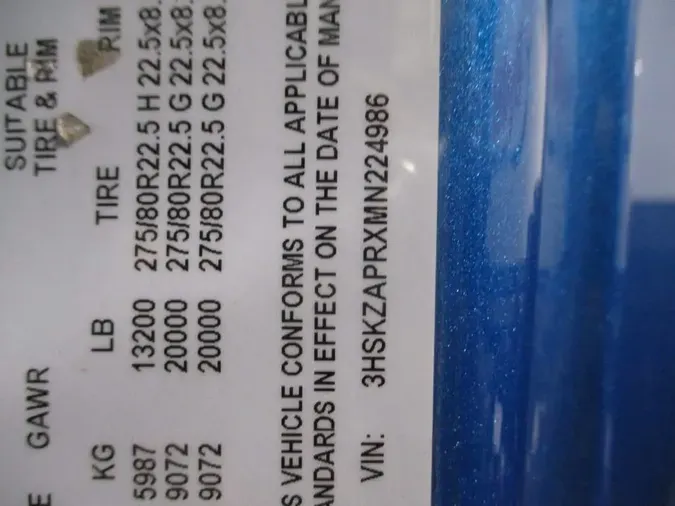 E GAWR SUITABLE
TIRE & RIM
KG LB TIRE RIM
5987 13200 275/80R22.5 H 22.5x8.
9072 20000 275/80R22.5 G 22.5x8.
9072 20000 275/80R22.5 G 22.5x8.
S VEHICLE CONFORMS TO ALL APPLICABL
ANDARDS IN EFFECT ON THE DATE OF MAN
VIN: 3HSKZAPRXMN224986